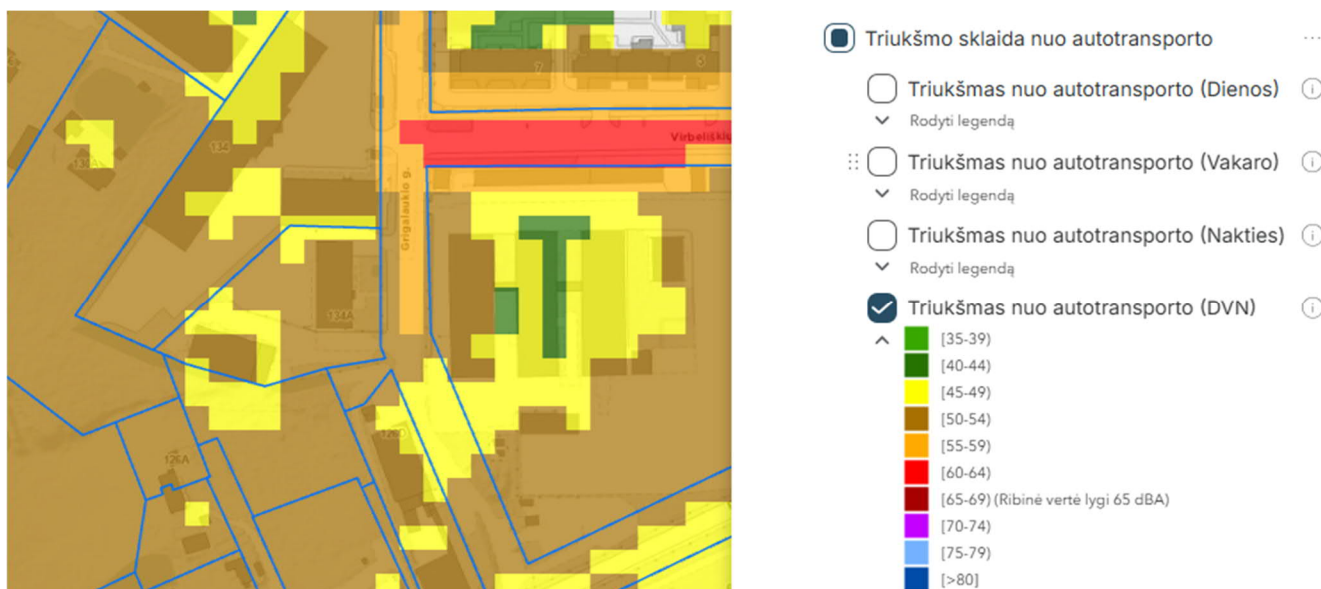 7
5
Virbeliškių
134
130A
Grigalaukio g.
134A
126A
Triukšmo sklaida nuo autotransporto
Triukšmas nuo autotransporto (Dienos)
Rodyti legendą
Triukšmas nuo autotransporto (Vakaro)
Rodyti legendą
Triukšmas nuo autotransporto (Nakties)
Rodyti legendą
Triukšmas nuo autotransporto (DVN)
[35-39)
[40-44)
[45-49)
[50-54)
[55-59)
[60-64)
[65-69) (Ribinė vertė lygi 65 dBA)
[70-74)
[75-79)
[>80]